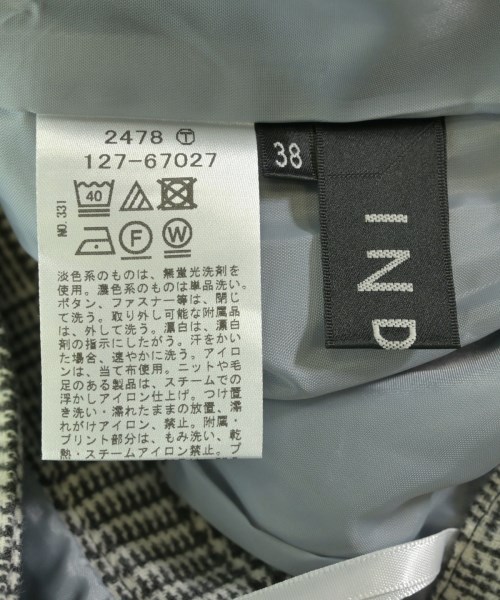 2478 Ⓣ
127-67027
NO.331
40
F W
淡色系のものは、無蛍光洗剤を
使用。濃色系のものは単品洗い。
ボタン、ファスナー等は、閉じ
て洗う。取り外し可能な附属品
は、外して洗う。漂白は、漂白
剤の指示にしたがう。汗をかい
た場合、速やかに洗う。アイロ
ンは、当て布使用。ニットや毛
足のある製品は、スチームでの
浮かしアイロン仕上げ。つけ置
き洗い・濡れたままの放置、濡
れがけアイロン、禁止。附属・
プリント部分は、もみ洗い、乾
熱・スチームアイロン禁止。プ
38
IND